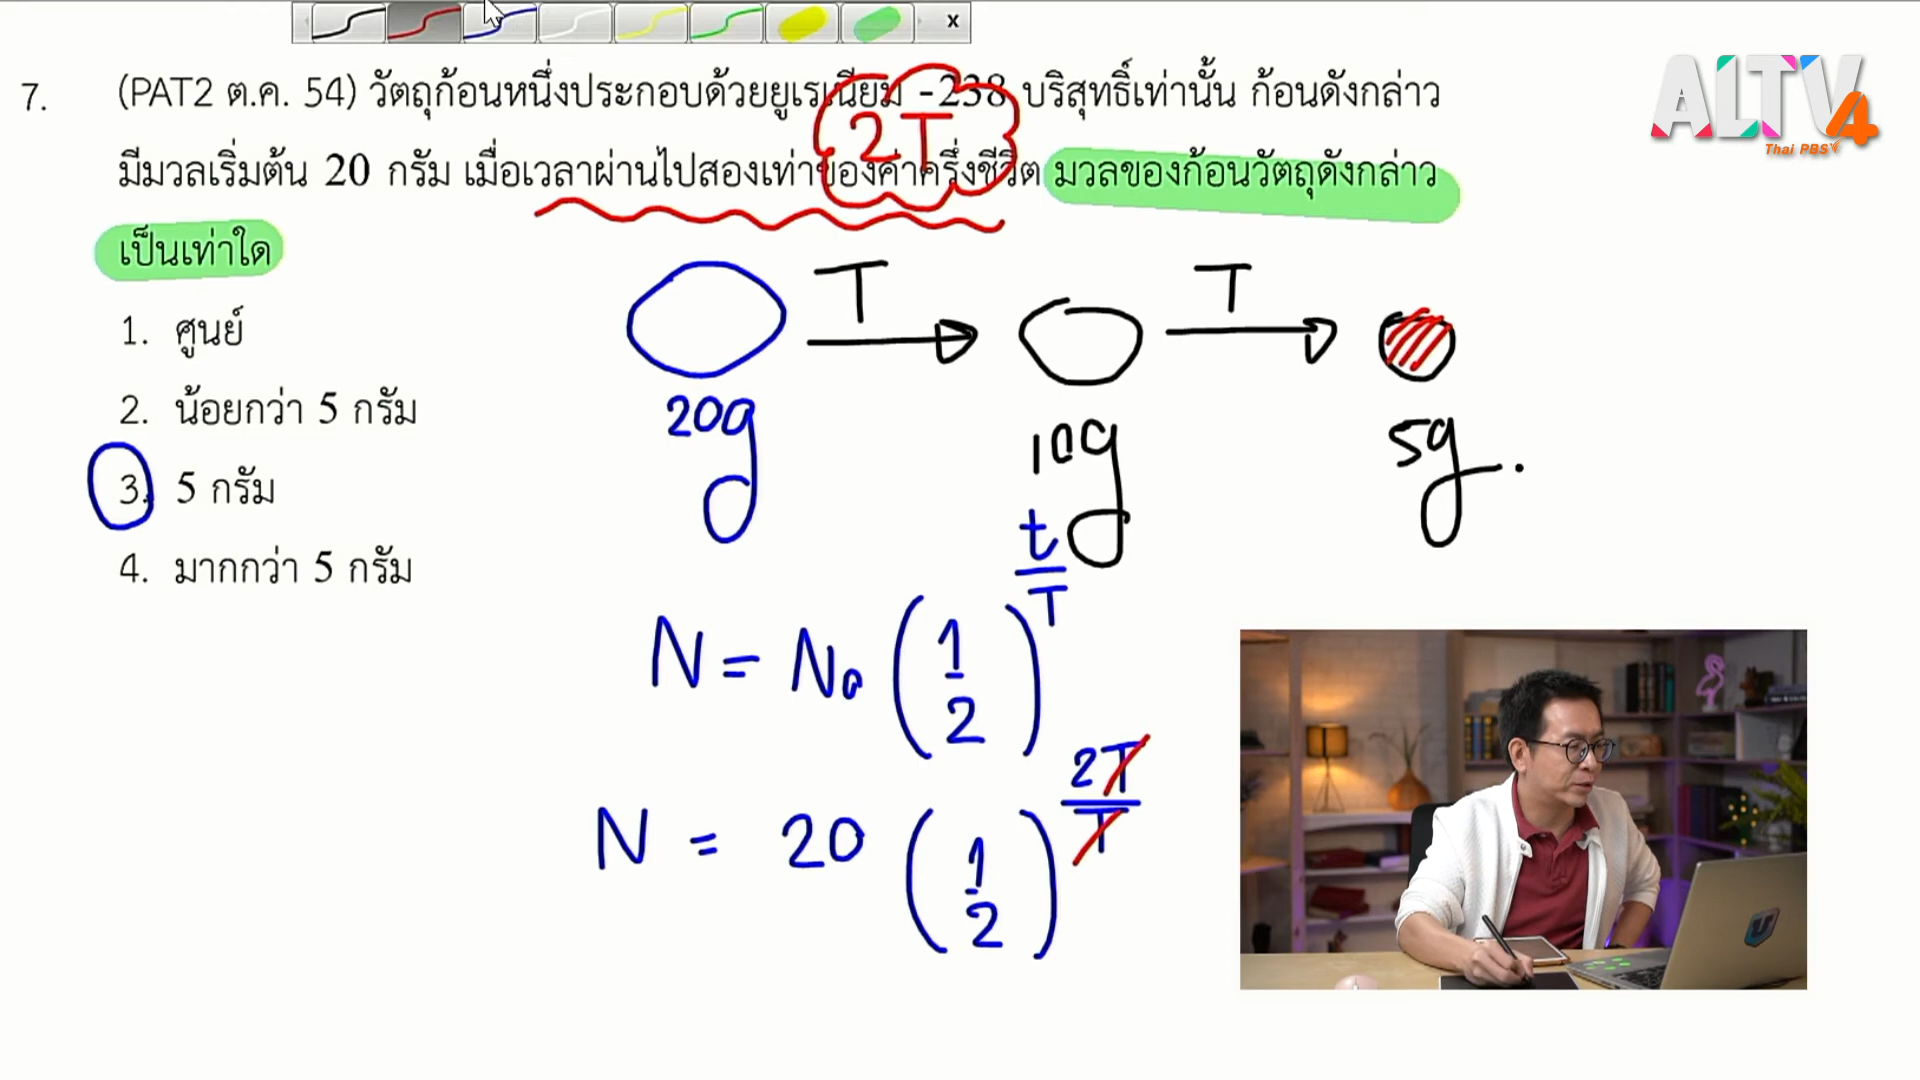 x
ALTV
4
Thai PBS
7. (PAT2 ต.ค. 54) วัตถุก้อนหนึ่งประกอบด้วยยูเรเนียม -238 บริสุทธิ์เท่านั้น ก้อนดังกล่าว
2T
มีมวลเริ่มต้น 20 กรัม เมื่อเวลาผ่านไปสองเท่าของค่าครึ่งชีวิต มวลของก้อนวัตถุดังกล่าว
เป็นเท่าใด
T T
1. ศูนย์
2. น้อยกว่า 5 กรัม
3. 5 กรัม
4. มากกว่า 5 กรัม
20g 10g 5g.
N = N₀ (1/2)^(t/T)
N = 20 (1/2)^(2T/T)